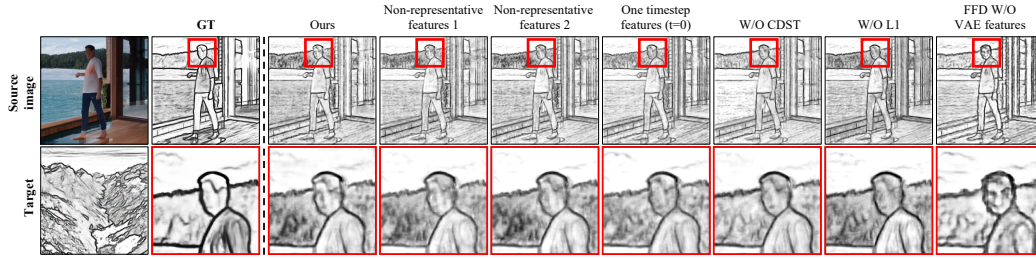 GT
Ours
Non-representative
features 1
Non-representative
features 2
One timestep
features (t=0)
W/O CDST
W/O L1
FFD W/O
VAE features
Source
image
Target